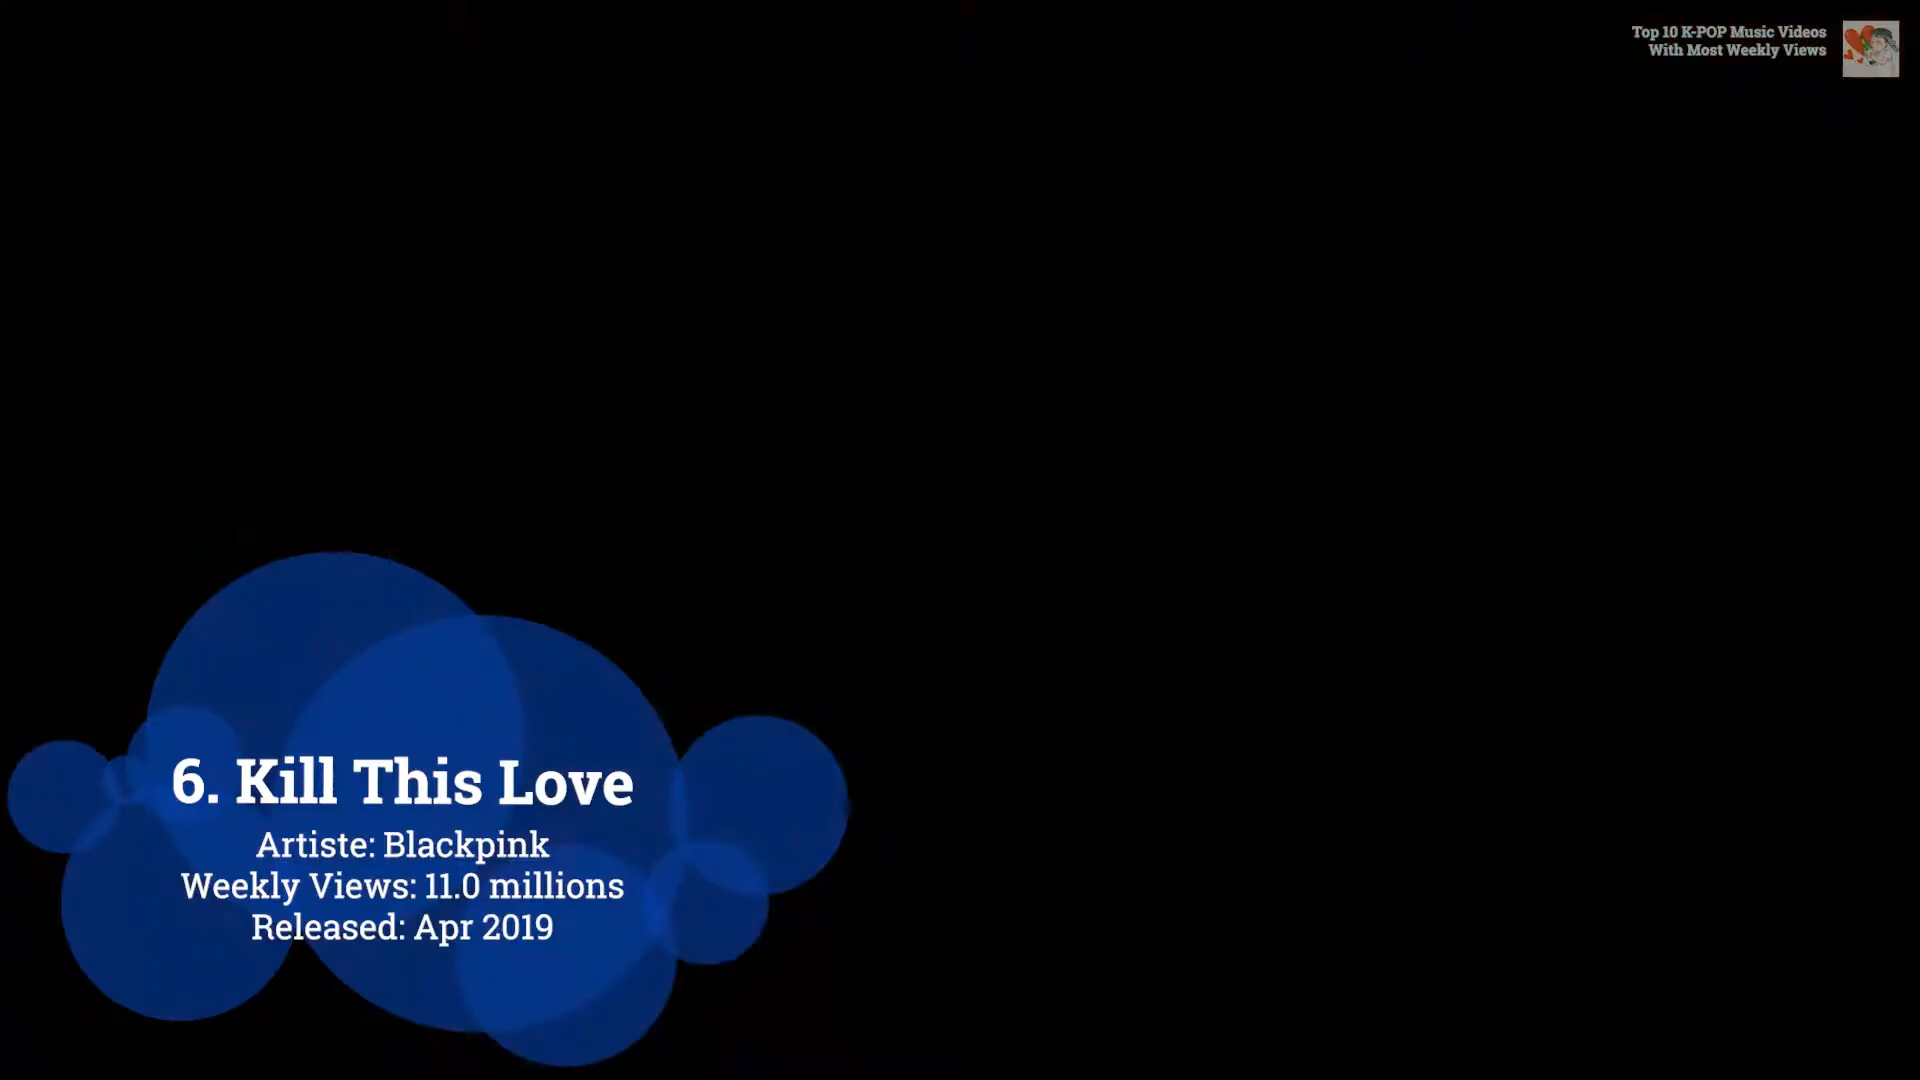 Top 10 K-POP Music Videos
With Most Weekly Views
6. Kill This Love
Artiste: Blackpink
Weekly Views: 11.0 millions
Released: Apr 2019